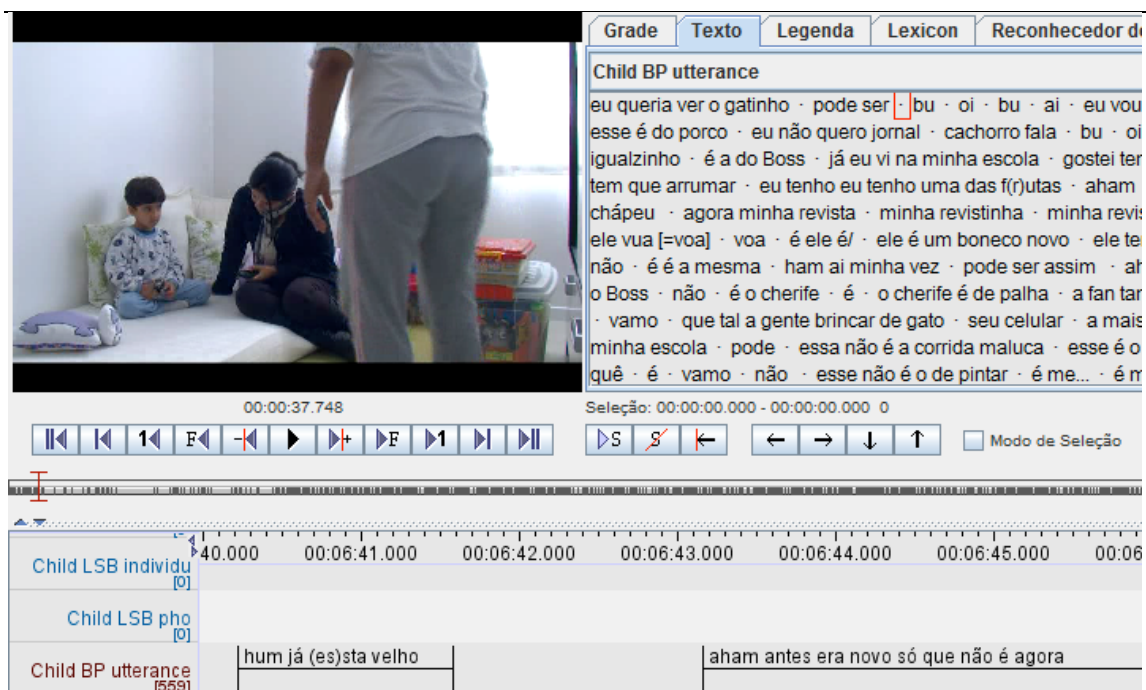 Grade Texto Legenda Lexicon Reconhecedor d
Child BP utterance
eu queria ver o gatinho · pode ser · bu · oi · bu · ai · eu vou
esse é do porco · eu não quero jornal · cachorro fala · bu · oi
igualzinho · é a do Boss · já eu vi na minha escola · gostei ter
tem que arrumar · eu tenho eu tenho uma das f(r)utas · aham
chápeu · agora minha revista · minha revistinha · minha revis
ele vua [=voa] · voa · é ele é/ · ele é um boneco novo · ele te
não · é é a mesma · ham ai minha vez · pode ser assim · ah
o Boss · não · é o cherife · é · o cherife é de palha · a fan tar
· vamo · que tal a gente brincar de gato · seu celular · a mais
minha escola · pode · essa não é a corrida maluca · esse é o
quê · é · vamo · não · esse não é o de pintar · é me... · é m
00:00:37.748
Seleção: 00:00:00.000 - 00:00:00.000 0
1 F - + F 1 S S ← → ↓ ↑ Modo de Seleção
40.000 00:06:41.000 00:06:42.000 00:06:43.000 00:06:44.000 00:06:45.000 00:06
Child LSB individu
[0]
Child LSB pho
[0]
Child BP utterance hum já (es)sta velho aham antes era novo só que não é agora
[559]